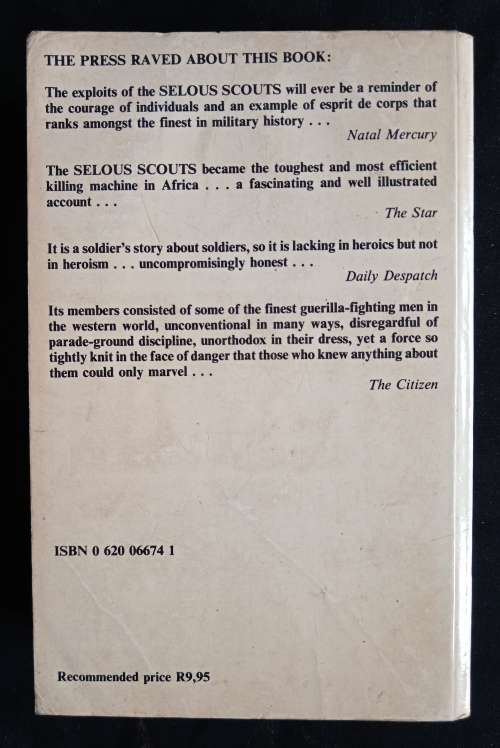 THE PRESS RAVED ABOUT THIS BOOK:
The exploits of the SELOUS SCOUTS will ever be a reminder of
the courage of individuals and an example of esprit de corps that
ranks amongst the finest in military history . . .
Natal Mercury
The SELOUS SCOUTS became the toughest and most efficient
killing machine in Africa . . . a fascinating and well illustrated
account . . .
The Star
It is a soldier's story about soldiers, so it is lacking in heroics but not
in heroism . . . uncompromisingly honest . . .
Daily Despatch
Its members consisted of some of the finest guerilla-fighting men in
the western world, unconventional in many ways, disregardful of
parade-ground discipline, unorthodox in their dress, yet a force so
tightly knit in the face of danger that those who knew anything about
them could only marvel . . .
The Citizen
ISBN 0 620 06674 1
Recommended price R9,95